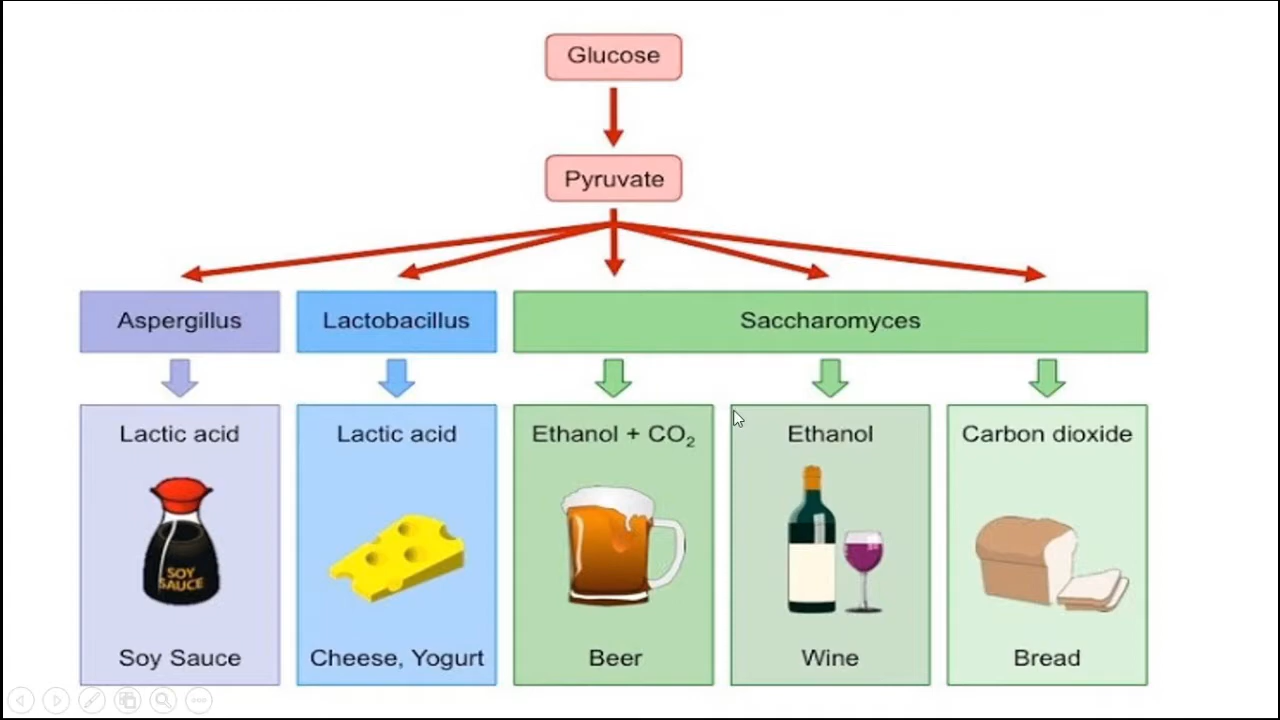 Glucose
Pyruvate
Aspergillus
Lactobacillus
Saccharomyces
Lactic acid
Lactic acid
Ethanol + CO₂
Ethanol
Carbon dioxide
SOY
SAUCE
Soy Sauce
Cheese, Yogurt
Beer
Wine
Bread